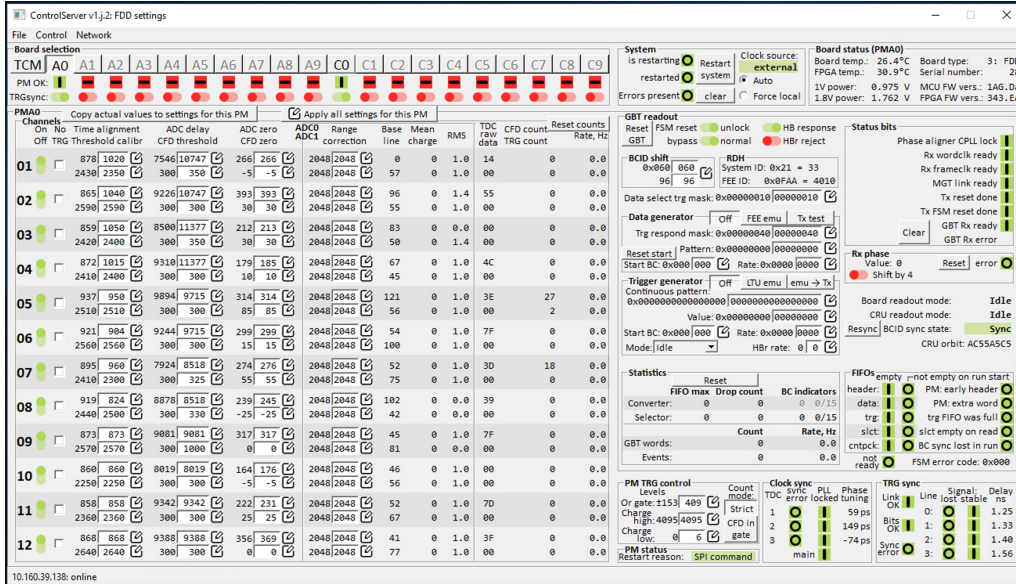 ControlServer v1.j.2: FDD settings
File Control Network
Board selection
TCM A0 A1 A2 A3 A4 A5 A6 A7 A8 A9 C0 C1 C2 C3 C4 C5 C6 C7 C8 C9
PM OK:
TRGsync:
PMA0
Copy actual values to settings for this PM
Apply all settings for this PM
Channels
On Off No TRG Time alignment Threshold calibr ADC delay CFD threshold ADC zero CFD zero ADC0 ADC1 Range correction Base line Mean charge RMS TDC raw data CFD count TRG count Reset counts Rate, Hz
01 878 1020 7546 10747 266 266 2048 2048 0 0 1.0 14 0 0.0
2430 2350 300 350 -5 -5 2048 2048 57 0 1.0 00 0 0.0
02 865 1040 9226 10747 393 393 2048 2048 96 0 1.4 55 0 0.0
2590 2590 300 300 30 30 2048 2048 55 0 1.0 00 0 0.0
03 859 1050 8500 11377 212 213 2048 2048 83 0 0.0 00 0 0.0
2420 2400 300 350 30 30 2048 2048 50 0 1.4 00 0 0.0
04 872 1015 9310 11377 179 185 2048 2048 67 0 1.0 4C 0 0.0
2410 2400 300 300 10 10 2048 2048 45 0 1.0 00 0 0.0
05 937 950 9894 9715 314 314 2048 2048 121 0 1.0 3E 27 0.0
2510 2510 300 300 85 85 2048 2048 56 0 1.0 00 2 0.0
06 921 904 9244 9715 299 299 2048 2048 54 0 1.0 7F 0 0.0
2560 2560 300 300 15 15 2048 2048 100 0 1.0 00 0 0.0
07 895 960 7924 8518 274 276 2048 2048 52 0 1.0 3D 18 0.0
2410 2300 300 325 55 55 2048 2048 75 0 1.0 00 0 0.0
08 919 824 8878 8518 239 245 2048 2048 102 0 0.0 39 0 0.0
2440 2500 300 330 -25 -25 2048 2048 42 0 0.0 00 0 0.0
09 873 873 9081 9081 317 317 2048 2048 45 0 1.0 7F 0 0.0
2570 2570 300 1000 0 0 2048 2048 81 0 0.0 00 0 0.0
10 860 860 8019 8019 164 176 2048 2048 46 0 1.0 00 0 0.0
2250 2250 300 300 -5 -5 2048 2048 56 0 1.0 00 0 0.0
11 858 858 9342 9342 222 231 2048 2048 52 0 1.0 7D 0 0.0
2360 2360 300 300 25 25 2048 2048 67 0 1.0 00 0 0.0
12 868 868 9388 9388 356 369 2048 2048 41 0 1.0 3F 0 0.0
2640 2640 300 300 0 0 2048 2048 77 0 1.0 00 0 0.0
System
is restarting
restarted
Restart system
Errors present
clear
Clock source:
external
Auto
Force local
Board status (PMA0)
Board temp.: 26.4°C Board type: 3: FDD
FPGA temp.: 30.9°C Serial number:
1V power: 0.975 V MCU FW vers.:
1.8V power: 1.762 V FPGA FW vers.:
GBT readout
Reset GBT
FSM reset unlock HB response
bypass normal HBr reject
BCID shift
0x060 060
96 96
RDH
System ID: 0x21 = 33
FEE ID: 0x0FAA = 4010
Data select trg mask: 0x00000010 00000010
Data generator Off FEE emu Tx test
Trg respond mask: 0x00000040 00000040
Reset start
Pattern: 0x00000000 00000000
Start BC: 0x000 000 Rate: 0x0000 0000
Trigger generator Off LTU emu emu → Tx
Continuous pattern:
0x0000000000000000 0000000000000000
Value: 0x00000000 00000000
Start BC: 0x000 000 Rate: 0x0000 0000
Mode: Idle HBr rate: 0 0
Status bits
Phase aligner CPLL lock
Rx wordclk ready
Rx frameclk ready
MGT link ready
Tx reset done
Tx FSM reset done
GBT Rx ready
Clear
GBT Rx error
Rx phase
Value: 0 Reset error
Shift by 4
Board readout mode: Idle
CRU readout mode: Idle
Resync BCID sync state: Sync
CRU orbit: AC55A5C5
Statistics
Reset
FIFO max Drop count BC indicators
Converter: 0 0 0 0/15
Selector: 0 0 0 0/15
Count Rate, Hz
GBT words: 0 0.0
Events: 0 0.0
FIFOs
empty not empty on run start
header: PM: early header
data: PM: extra word
trg: trg FIFO was full
slct: slct empty on read
cntpck: BC sync lost in run
not ready FSM error code: 0x000
PM TRG control
Levels
Or gate: ±153 409
Charge high: 4095 4095
Charge low: 0 6
Count mode:
Strict
CFD in gate
PM status
Restart reason: SPI command
Clock sync
TDC sync error PLL locked Phase tuning
1 59 ps
2 149 ps
3 -74 ps
main
TRG sync
Link OK
Bits OK
Sync error
Line Signal: lost stable Delay ns
0: 1.25
1: 1.33
2: 1.40
3: 1.56
10.160.39.138: online